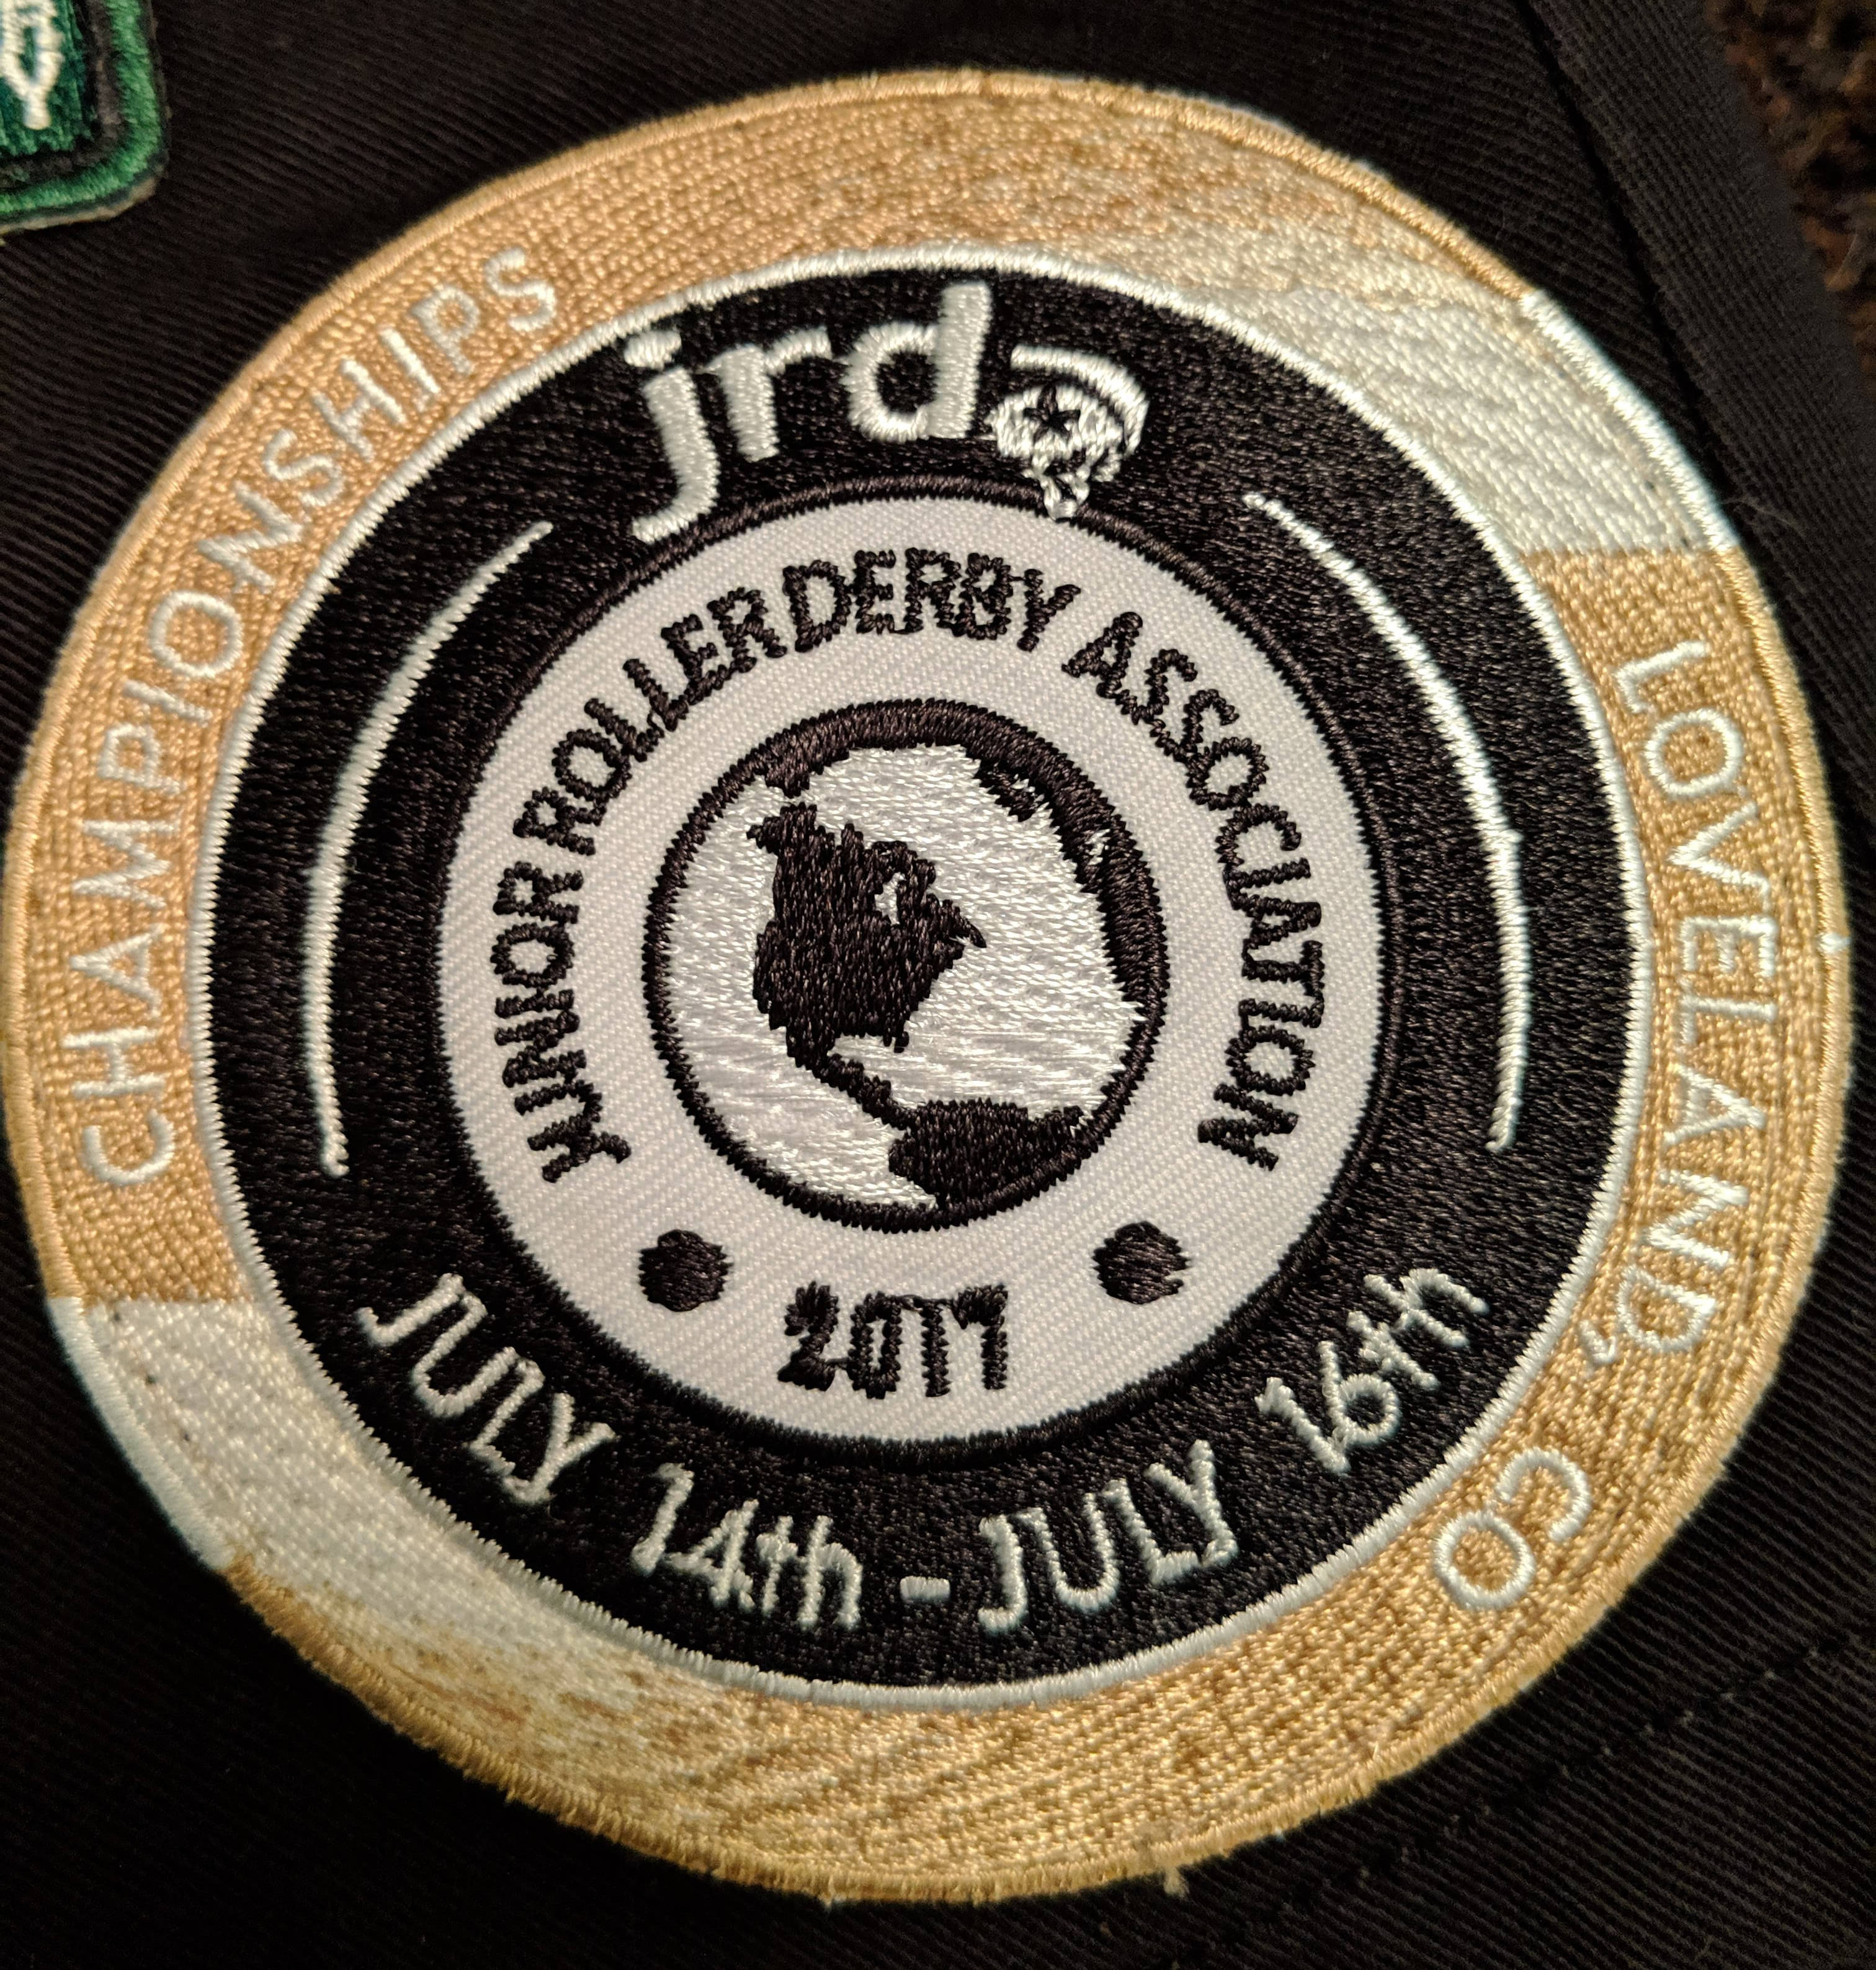 CHAMPIONSHIPS
LOVELAND, CO
jrda
JUNIOR ROLLER DERBY ASSOCIATION
2017
JULY 14th - JULY 16th